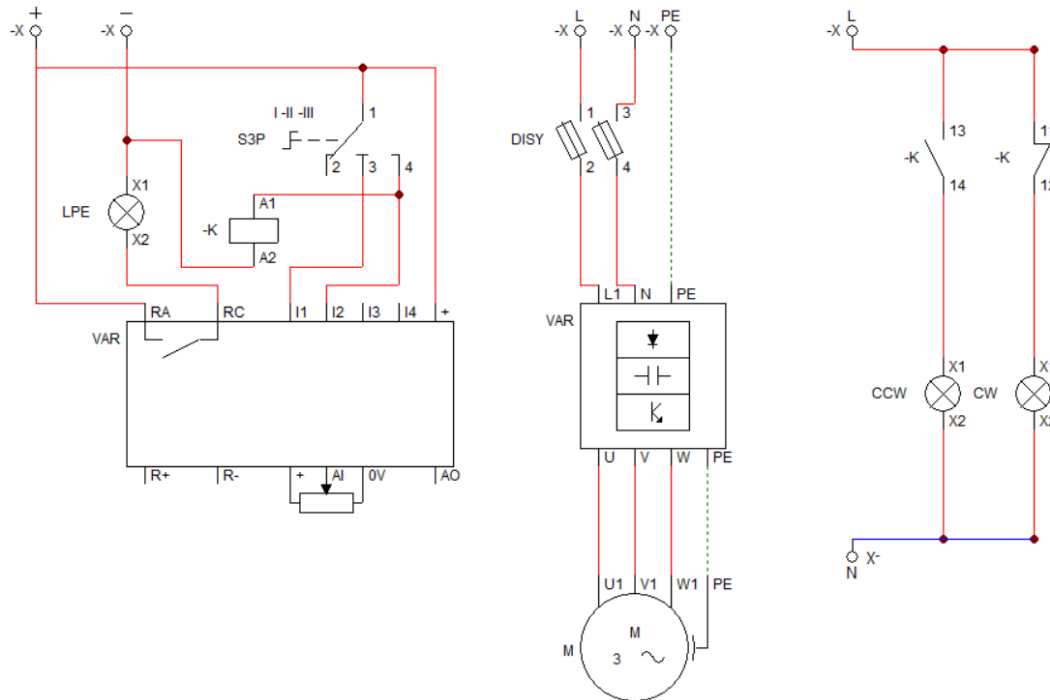 + −
-X -X
I -II -III
1
S3P
2 3 4
X1
LPE
X2
A1
-K
A2
RA RC I1 I2 I3 I4 +
VAR
R+ R- + AI 0V AO
L N PE
-X -X -X
1 3
DISY
2 4
L1 N PE
VAR
U V W PE
U1 V1 W1 PE
M
M
3
L
-X
13
-K -K
14
X1
CCW CW
X2
X-
N